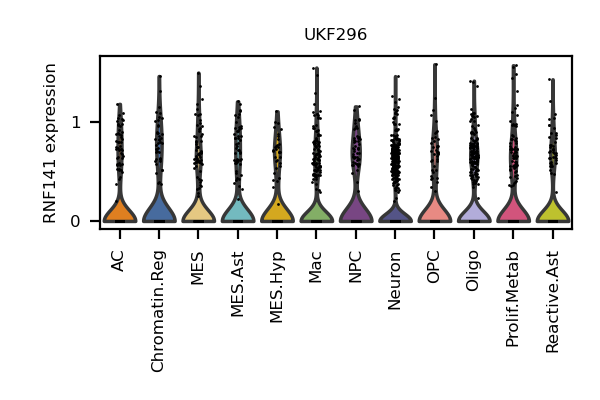 UKF296
RNF141 expression
1
0
AC
Chromatin.Reg
MES
MES.Ast
MES.Hyp
Mac
NPC
Neuron
OPC
Oligo
Prolif.Metab
Reactive.Ast